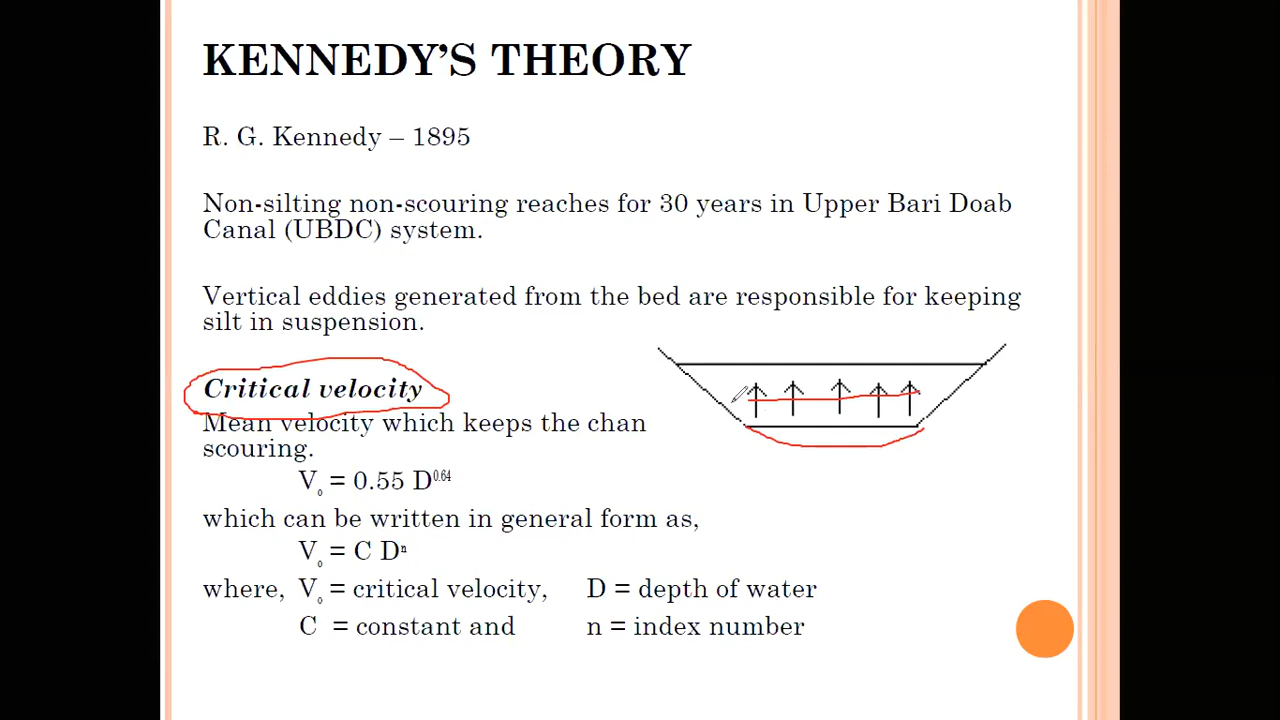 KENNEDY'S THEORY
R. G. Kennedy – 1895
Non-silting non-scouring reaches for 30 years in Upper Bari Doab
Canal (UBDC) system.
Vertical eddies generated from the bed are responsible for keeping
silt in suspension.
Critical velocity
Mean velocity which keeps the chan
scouring.
V₀ = 0.55 D⁰·⁶⁴
which can be written in general form as,
V₀ = C Dⁿ
where, V₀ = critical velocity, D = depth of water
C = constant and n = index number